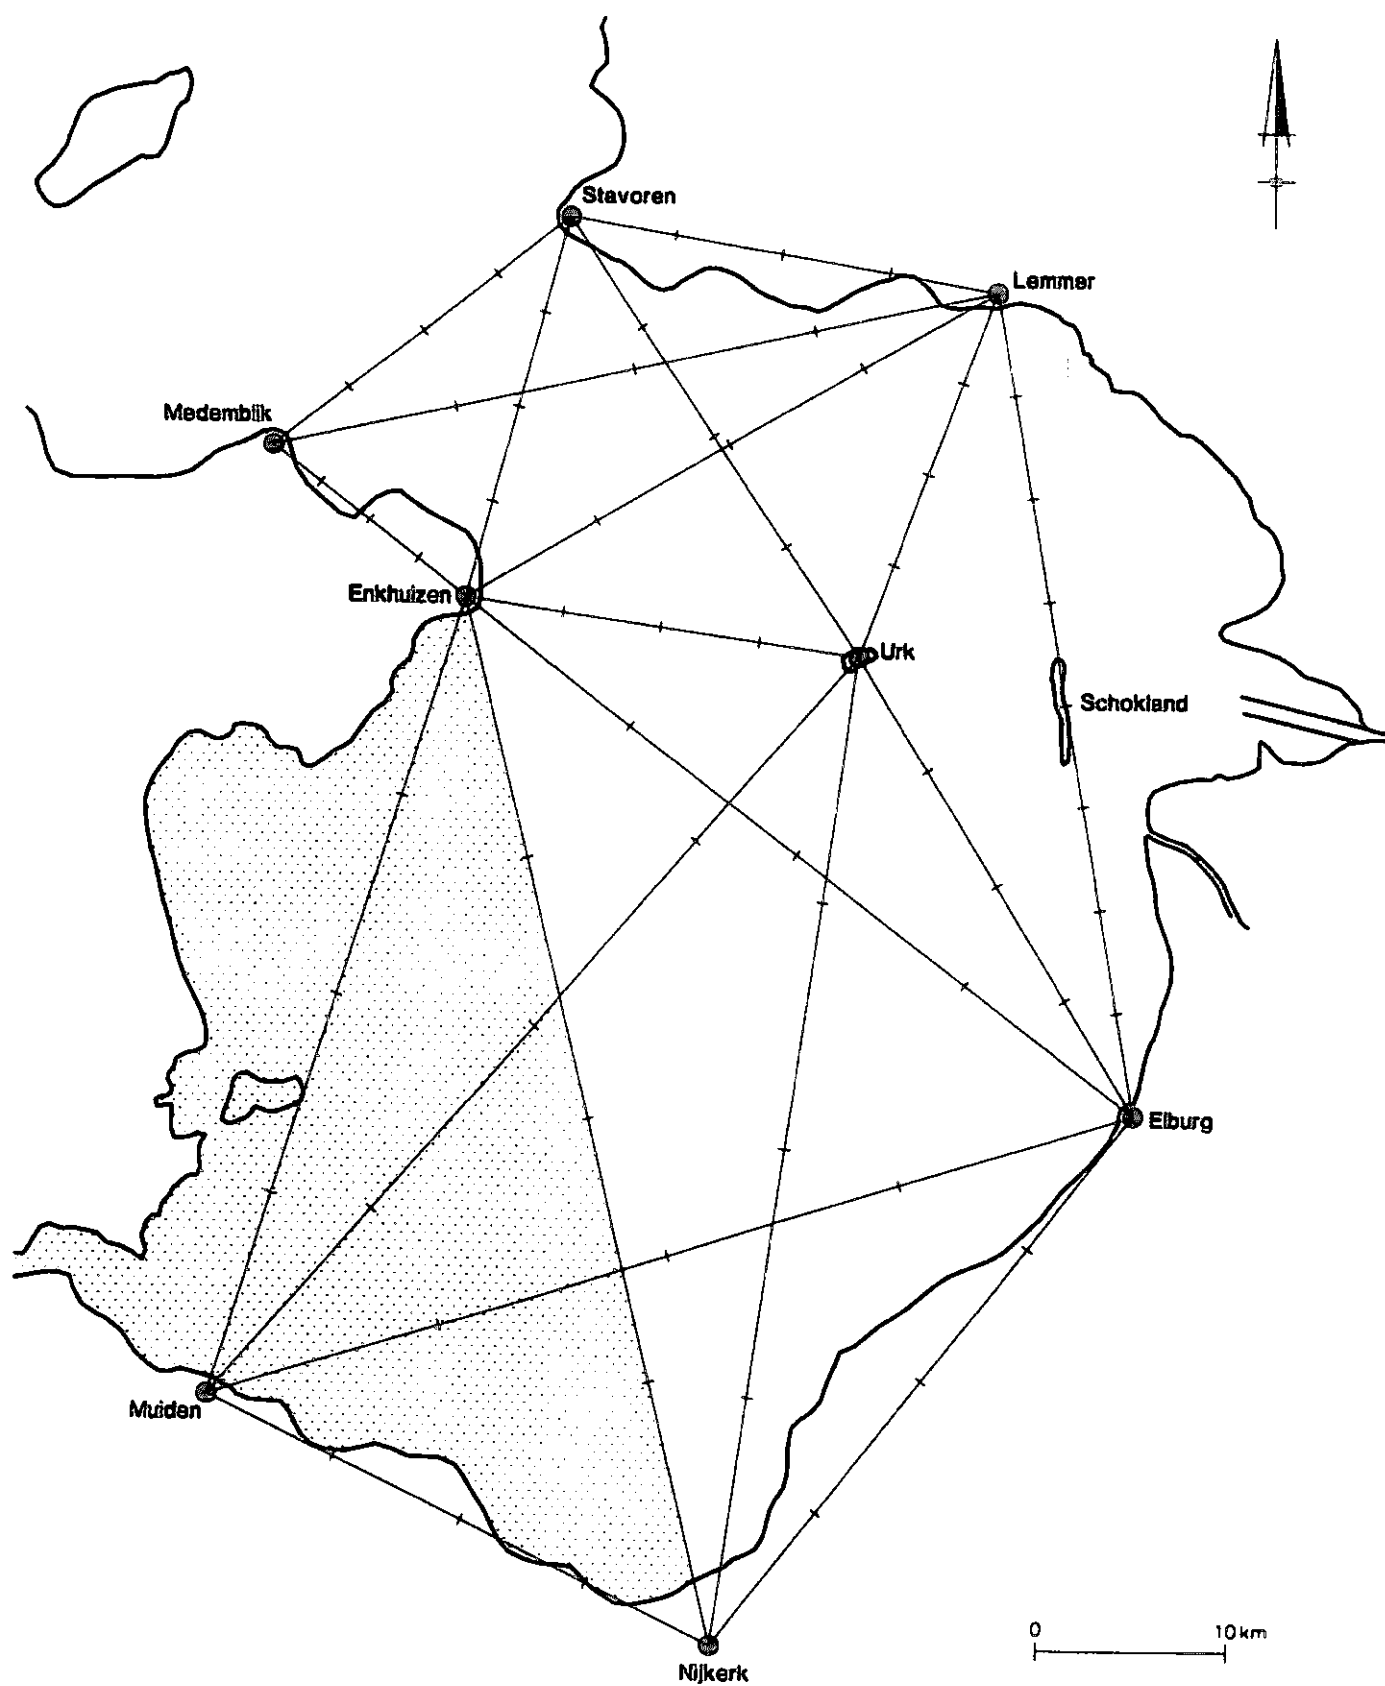 Stavoren
Lemmer
Medemblik
Enkhuizen
Urk
Schokland
Elburg
Muiden
0 10 km
Nijkerk